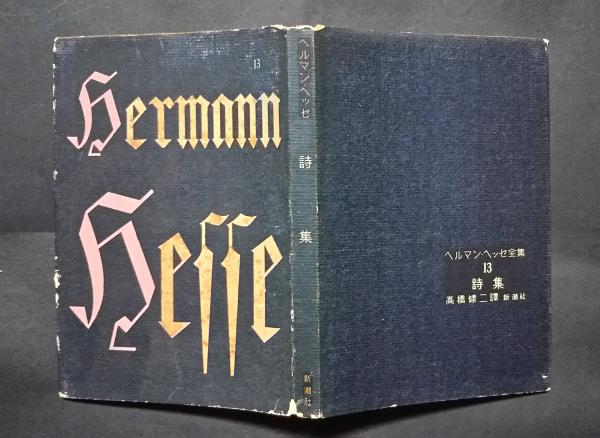 13
Hermann
Hesse
ヘルマン・ヘッセ
詩集
新潮社
ヘルマン・ヘッセ全集
13
詩集
高橋健二譯 新潮社